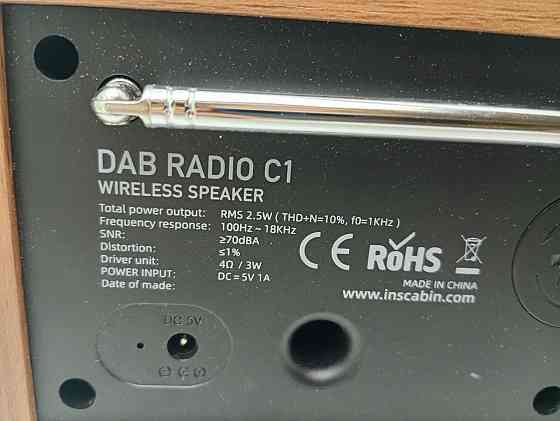 DAB RADIO C1
WIRELESS SPEAKER
Total power output: RMS 2.5W ( THD+N=10%, f0=1KHz )
Frequency response: 100Hz ~ 18KHz
SNR: ≥70dBA
Distortion: ≤1%
Driver unit: 4Ω / 3W
POWER INPUT: DC=5V 1A
Date of made:
CE RoHS
MADE IN CHINA
www.inscabin.com
DC 5V